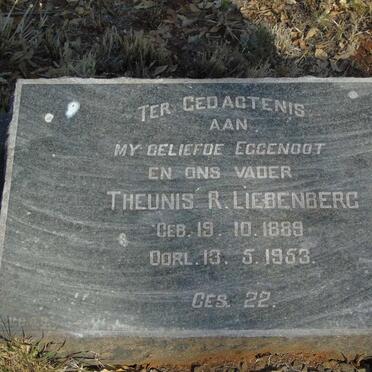 TER GEDAGTENIS
AAN
MY GELIEFDE EGGENOOT
EN ONS VADER
THEUNIS R. LIEBENBERG
GEB. 19. 10. 1889
OORL. 13. 5. 1953.
GES. 22.